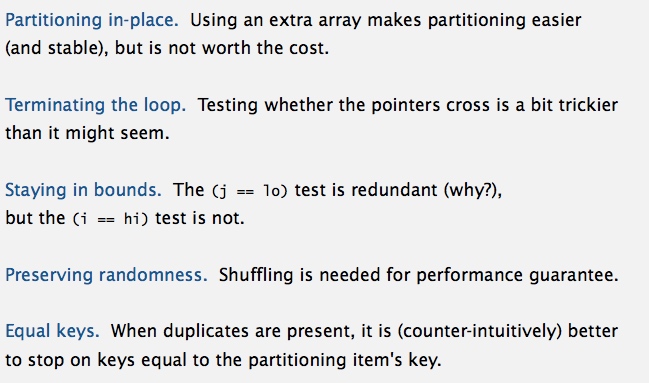 Partitioning in-place. Using an extra array makes partitioning easier
(and stable), but is not worth the cost.
Terminating the loop. Testing whether the pointers cross is a bit trickier
than it might seem.
Staying in bounds. The (j == lo) test is redundant (why?),
but the (i == hi) test is not.
Preserving randomness. Shuffling is needed for performance guarantee.
Equal keys. When duplicates are present, it is (counter-intuitively) better
to stop on keys equal to the partitioning item's key.